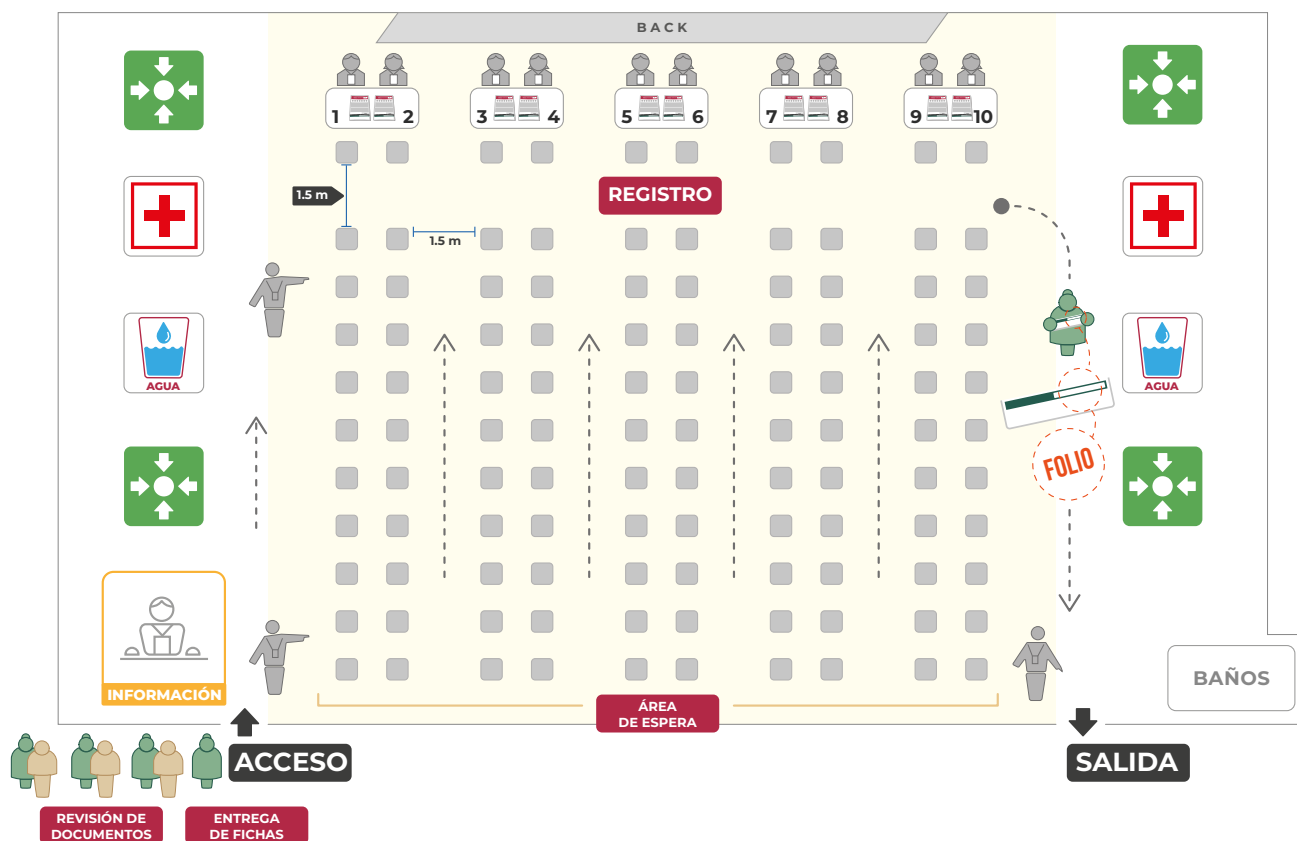 BACK
1
2
3
4
5
6
7
8
9
10
1.5 m
REGISTRO
1.5 m
AGUA
AGUA
FOLIO
INFORMACIÓN
BAÑOS
ÁREA
DE ESPERA
ACCESO
SALIDA
REVISIÓN DE
DOCUMENTOS
ENTREGA
DE FICHAS